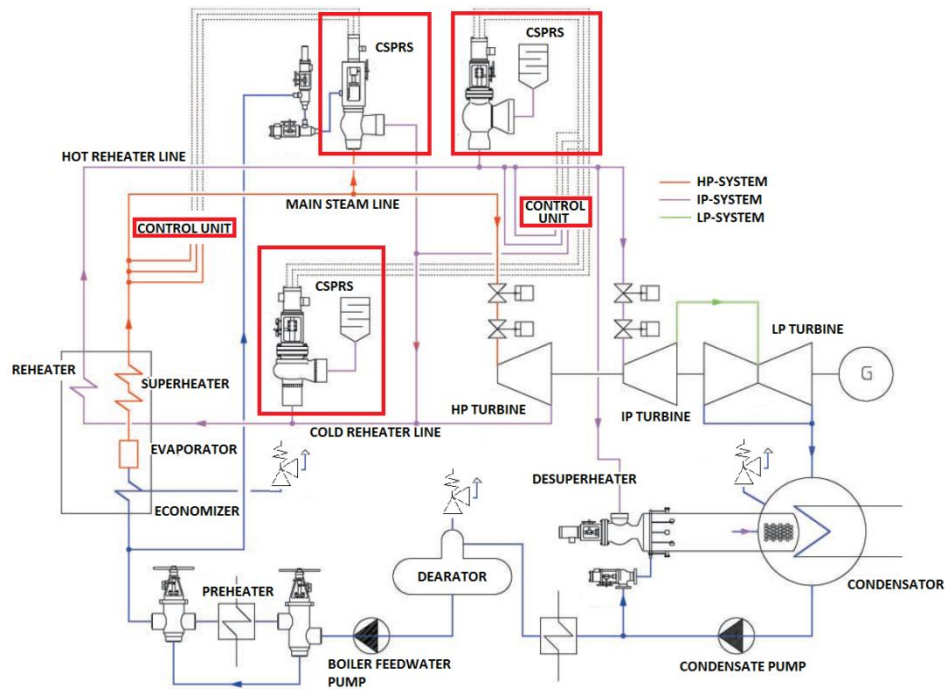 CSPRS
CSPRS
HOT REHEATER LINE
HP-SYSTEM
IP-SYSTEM
LP-SYSTEM
MAIN STEAM LINE
CONTROL
UNIT
CONTROL UNIT
CSPRS
LP TURBINE
REHEATER
SUPERHEATER
G
HP TURBINE
IP TURBINE
COLD REHEATER LINE
EVAPORATOR
DESUPERHEATER
ECONOMIZER
DEARATOR
CONDENSATOR
PREHEATER
BOILER FEEDWATER
PUMP
CONDENSATE PUMP